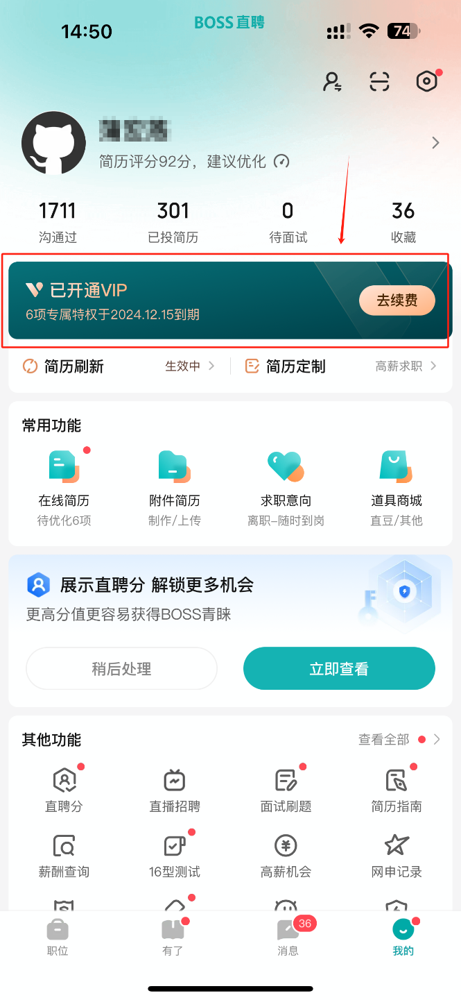 14:50
BOSS直聘
74
简历评分92分，建议优化
1711 301 0 36
沟通过 已投简历 待面试 收藏
已开通VIP
6项专属特权于2024.12.15到期
去续费
简历刷新 生效中 简历定制 高薪求职
常用功能
在线简历 附件简历 求职意向 道具商城
待优化6项 制作/上传 离职-随时到岗 直豆/其他
展示直聘分 解锁更多机会
更高分值更容易获得BOSS青睐
稍后处理 立即查看
其他功能 查看全部
直聘分 直播招聘 面试刷题 简历指南
薪酬查询 16型测试 高薪机会 网申记录
36
职位 有了 消息 我的